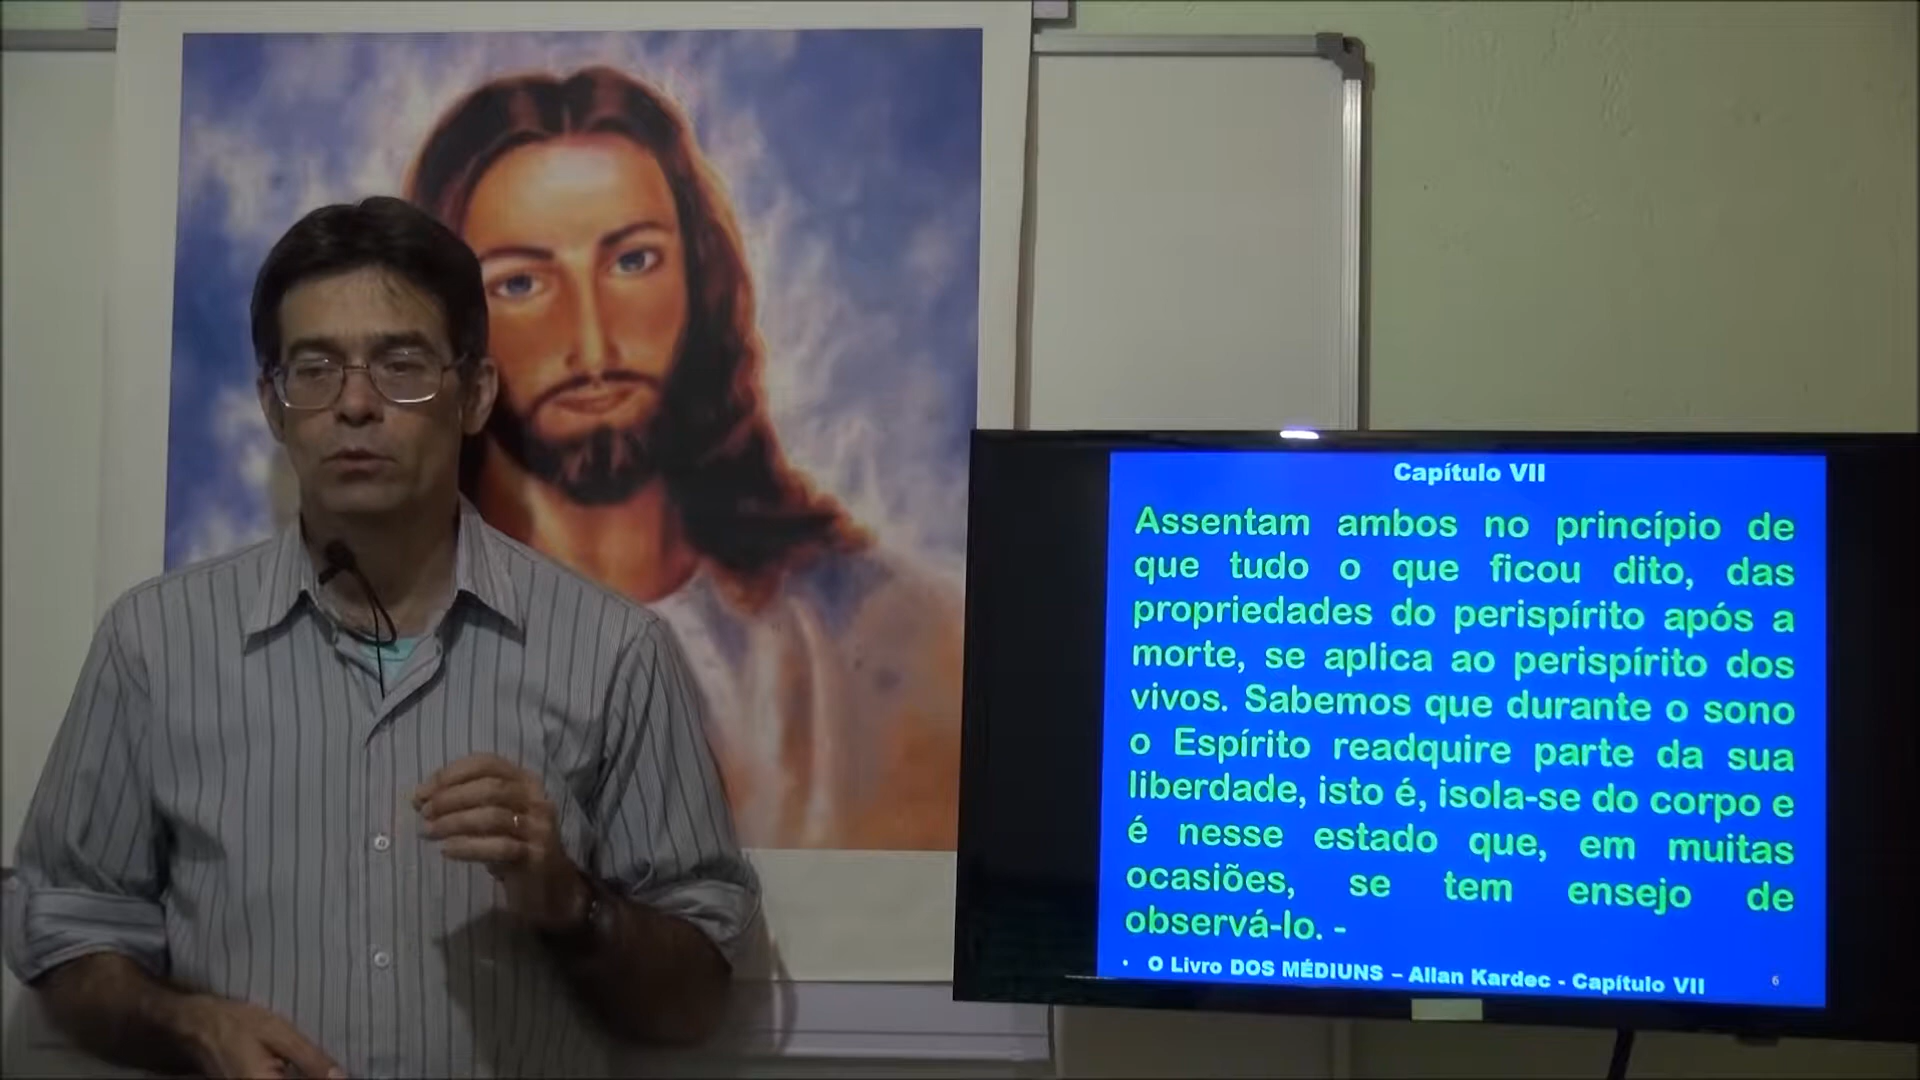 Capítulo VII
Assentam ambos no princípio de
que tudo o que ficou dito, das
propriedades do perispírito após a
morte, se aplica ao perispírito dos
vivos. Sabemos que durante o sono
o Espírito readquire parte da sua
liberdade, isto é, isola-se do corpo e
é nesse estado que, em muitas
ocasiões, se tem ensejo de
observá-lo. -
• O Livro DOS MÉDIUNS – Allan Kardec - Capítulo VII
6